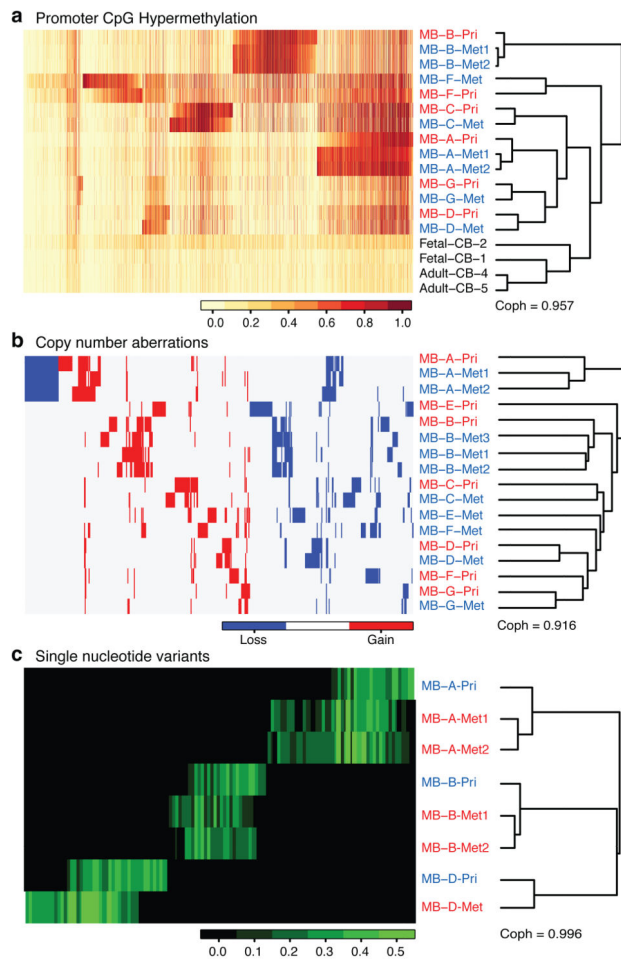 a Promoter CpG Hypermethylation
MB–B–Pri
MB–B–Met1
MB–B–Met2
MB–F–Met
MB–F–Pri
MB–C–Pri
MB–C–Met
MB–A–Pri
MB–A–Met1
MB–A–Met2
MB–G–Pri
MB–G–Met
MB–D–Pri
MB–D–Met
Fetal–CB–2
Fetal–CB–1
Adult–CB–4
Adult–CB–5
0.0 0.2 0.4 0.6 0.8 1.0
Coph = 0.957
b Copy number aberrations
MB–A–Pri
MB–A–Met1
MB–A–Met2
MB–E–Pri
MB–B–Pri
MB–B–Met3
MB–B–Met1
MB–B–Met2
MB–C–Pri
MB–C–Met
MB–E–Met
MB–F–Met
MB–D–Pri
MB–D–Met
MB–F–Pri
MB–G–Pri
MB–G–Met
Loss Gain
Coph = 0.916
c Single nucleotide variants
MB–A-Pri
MB–A-Met1
MB–A–Met2
MB–B–Pri
MB–B-Met1
MB–B-Met2
MB–D–Pri
MB–D–Met
0.0 0.1 0.2 0.3 0.4 0.5
Coph = 0.996